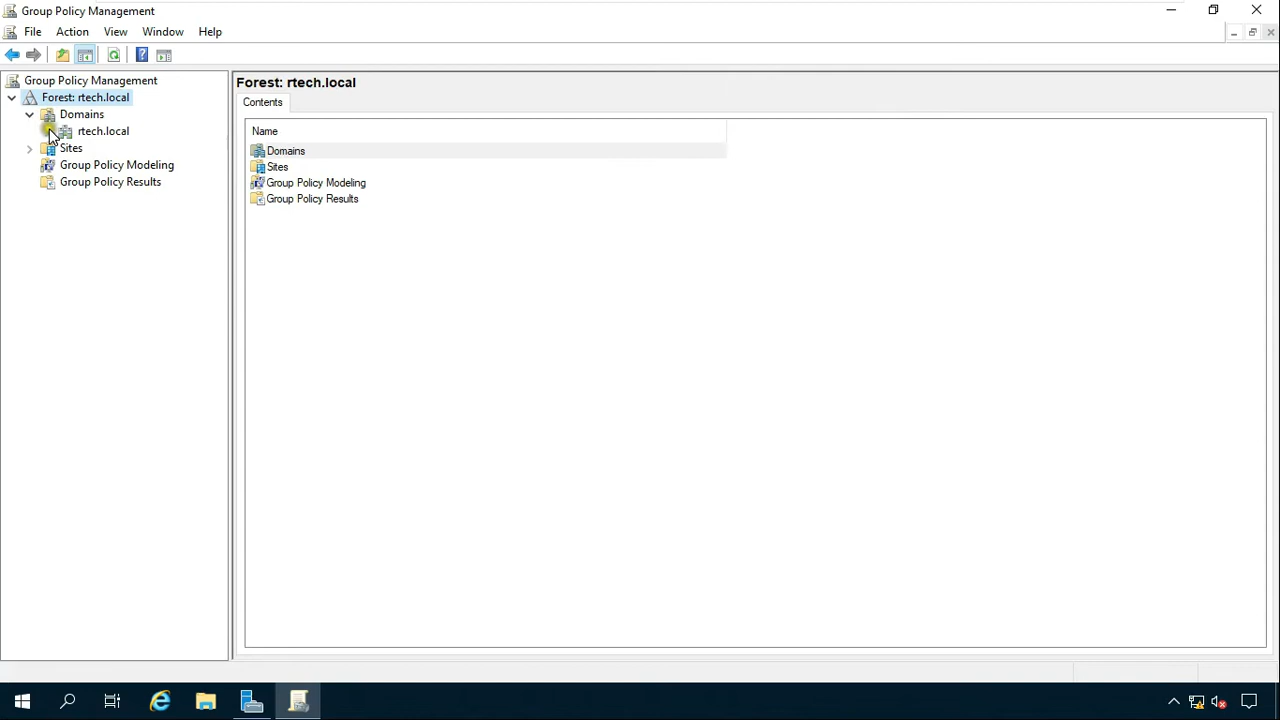 Group Policy Management
File Action View Window Help
Group Policy Management
Forest: rtech.local
Domains
rtech.local
Sites
Group Policy Modeling
Group Policy Results
Forest: rtech.local
Contents
Name
Domains
Sites
Group Policy Modeling
Group Policy Results